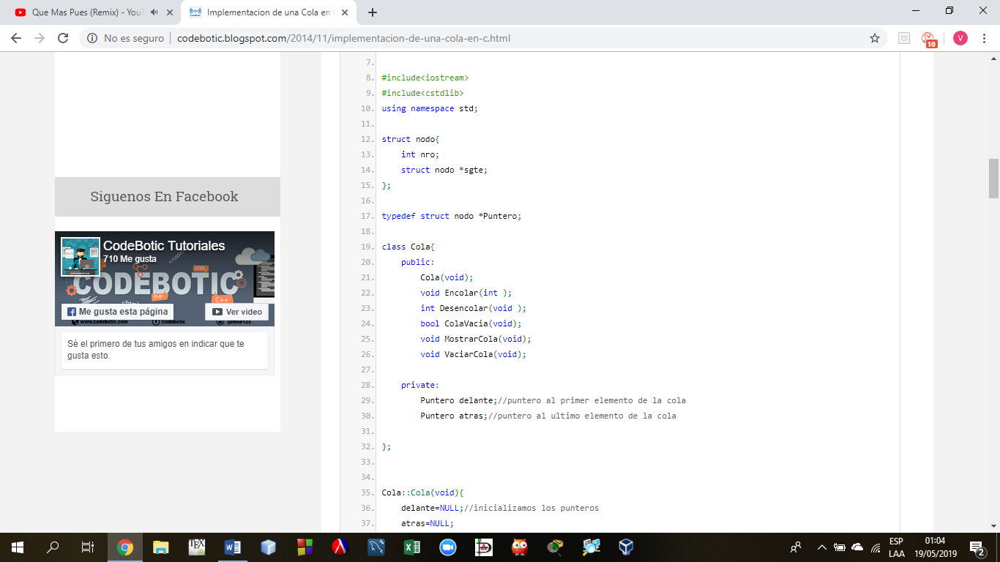 Que Mas Pues (Remix) - YouT
Implementacion de una Cola en C
No es seguro
codebotic.blogspot.com/2014/11/implementacion-de-una-cola-en-c.html
10
V
Siguenos En Facebook
CodeBotic Tutoriales
710 Me gusta
CODEBOTIC
HTML
PHP
C++
Me gusta esta página
Ver video
www.codebotic.com
/codebotic
Sé el primero de tus amigos en indicar que te
gusta esto.
7.
8. #include<iostream>
9. #include<cstdlib>
10. using namespace std;
11.
12. struct nodo{
13. int nro;
14. struct nodo *sgte;
15. };
16.
17. typedef struct nodo *Puntero;
18.
19. class Cola{
20. public:
21. Cola(void);
22. void Encolar(int );
23. int Desencolar(void );
24. bool ColaVacia(void);
25. void MostrarCola(void);
26. void VaciarCola(void);
27.
28. private:
29. Puntero delante;//puntero al primer elemento de la cola
30. Puntero atras;//puntero al ultimo elemento de la cola
31.
32. };
33.
34.
35. Cola::Cola(void){
36. delante=NULL;//inicializamos los punteros
37. atras=NULL;
ESP
LAA
01:04
19/05/2019
2